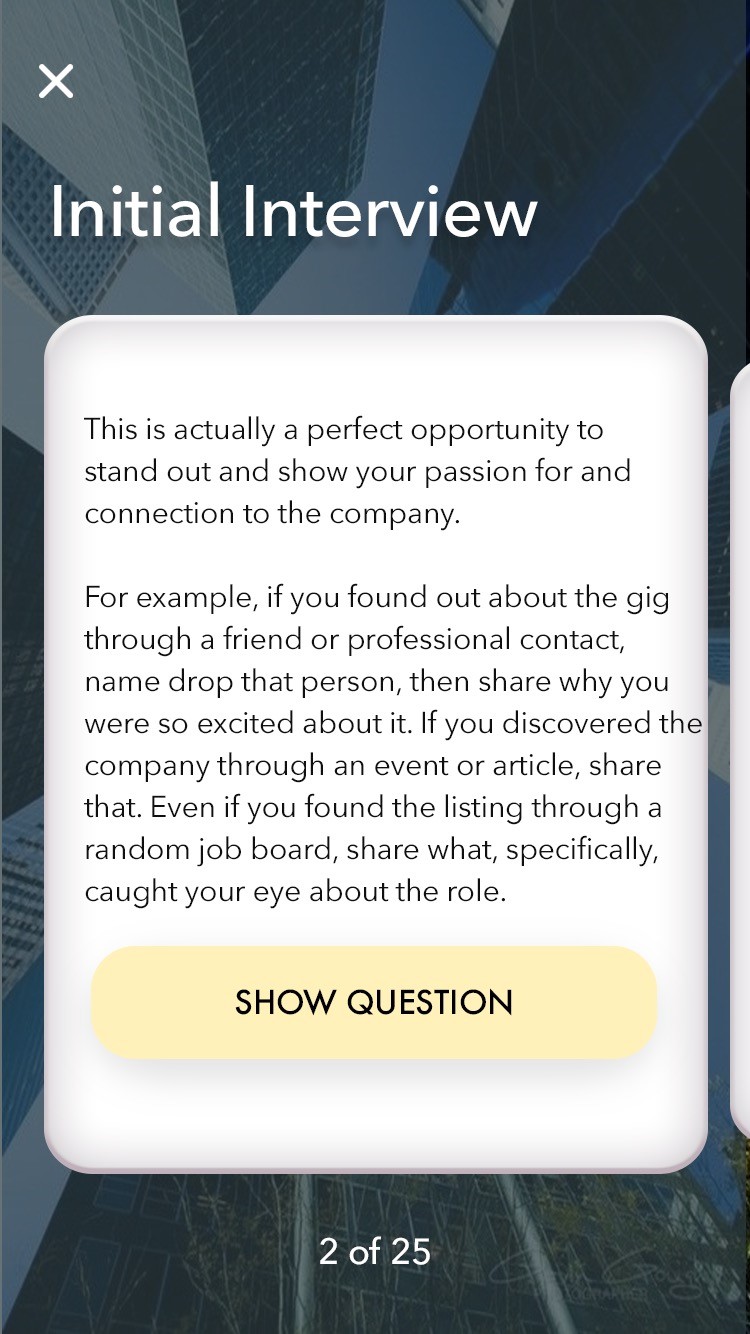 Initial Interview
This is actually a perfect opportunity to
stand out and show your passion for and
connection to the company.
For example, if you found out about the gig
through a friend or professional contact,
name drop that person, then share why you
were so excited about it. If you discovered the
company through an event or article, share
that. Even if you found the listing through a
random job board, share what, specifically,
caught your eye about the role.
SHOW QUESTION
2 of 25